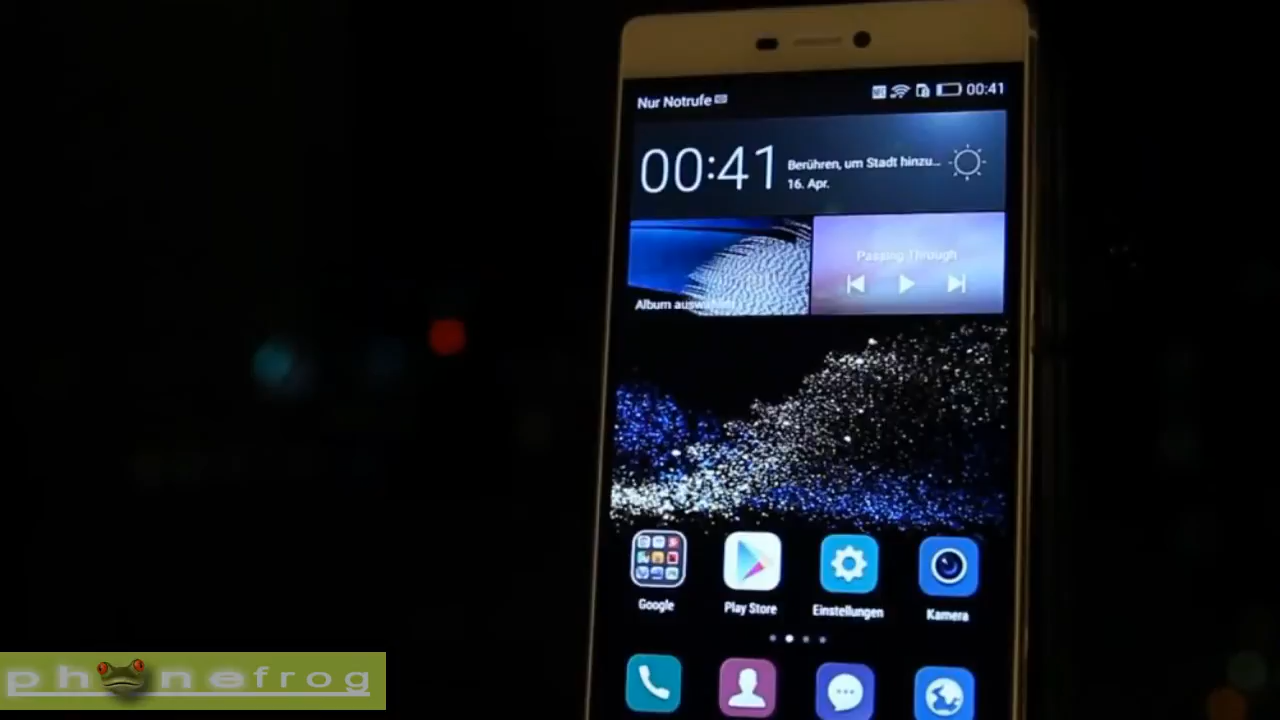 Nur Notrufe
00:41
00:41
Berühren, um Stadt hinzu...
16. Apr.
Passing Through
Album auswählen
Google
Play Store
Einstellungen
Kamera
phonefrog